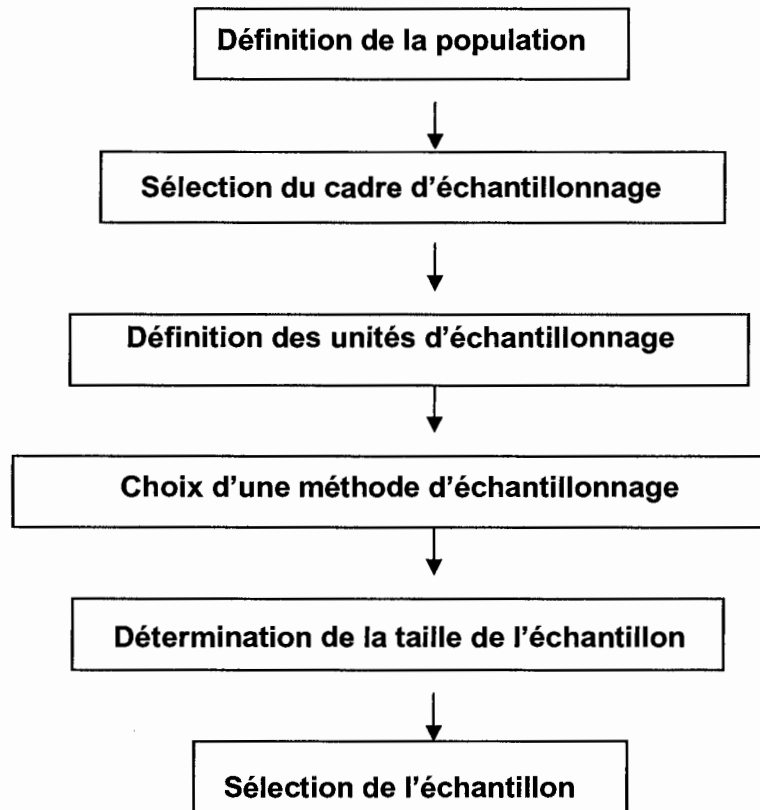 Définition de la population
Sélection du cadre d'échantillonnage
Définition des unités d'échantillonnage
Choix d'une méthode d'échantillonnage
Détermination de la taille de l'échantillon
Sélection de l'échantillon